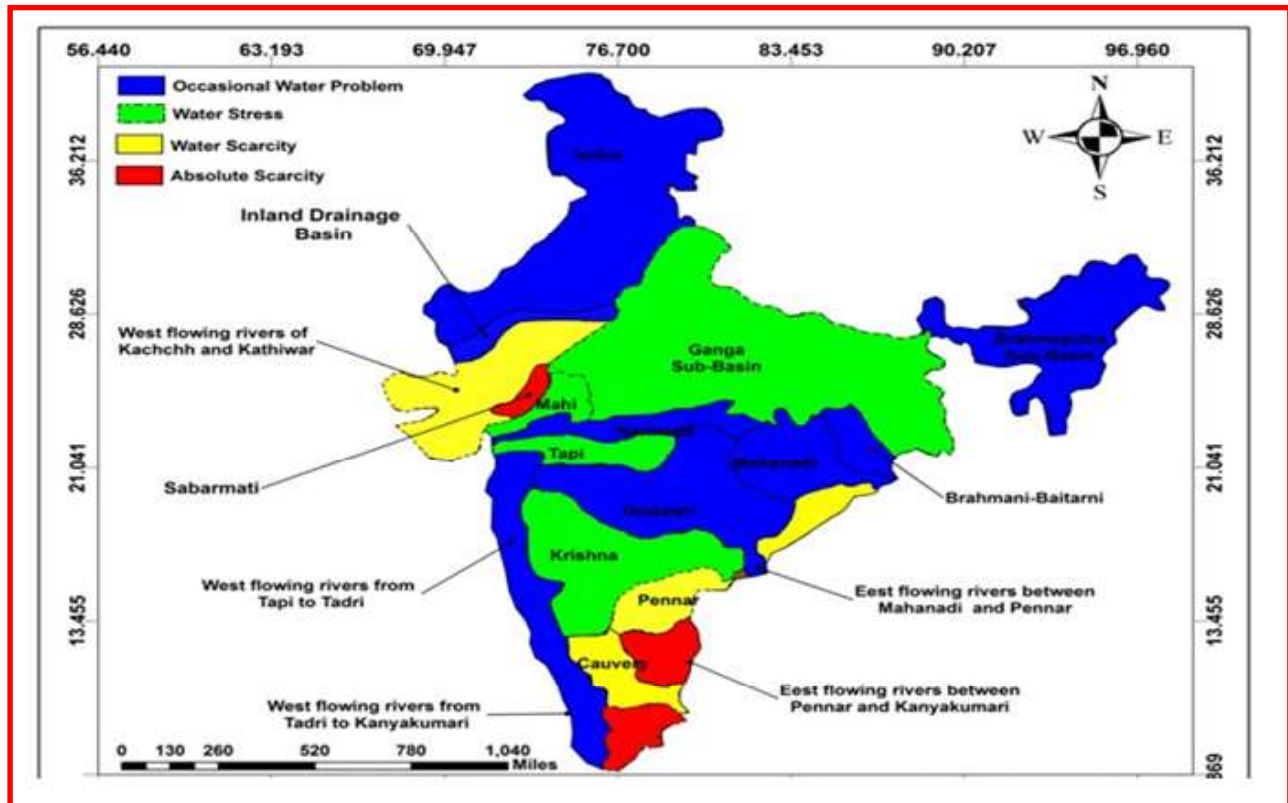 56.440 63.193 69.947 76.700 83.453 90.207 96.960
Occasional Water Problem
Water Stress
Water Scarcity
Absolute Scarcity
N
W E
S
36.212 36.212
Inland Drainage
Basin
28.626 28.626
West flowing rivers of
Kachchh and Kathiwar
Ganga
Sub-Basin
Brahmaputra
Sub-Basin
Mahi
Tapi
Mahanadi
21.041 21.041
Sabarmati
Brahmani-Baitarni
Godavari
Krishna
West flowing rivers from
Tapi to Tadri
Eest flowing rivers between
Mahanadi and Pennar
Pennar
13.455 13.455
Cauvery
Eest flowing rivers between
Pennar and Kanyakumari
West flowing rivers from
Tadri to Kanyakumari
0 130 260 520 780 1,040
Miles
869